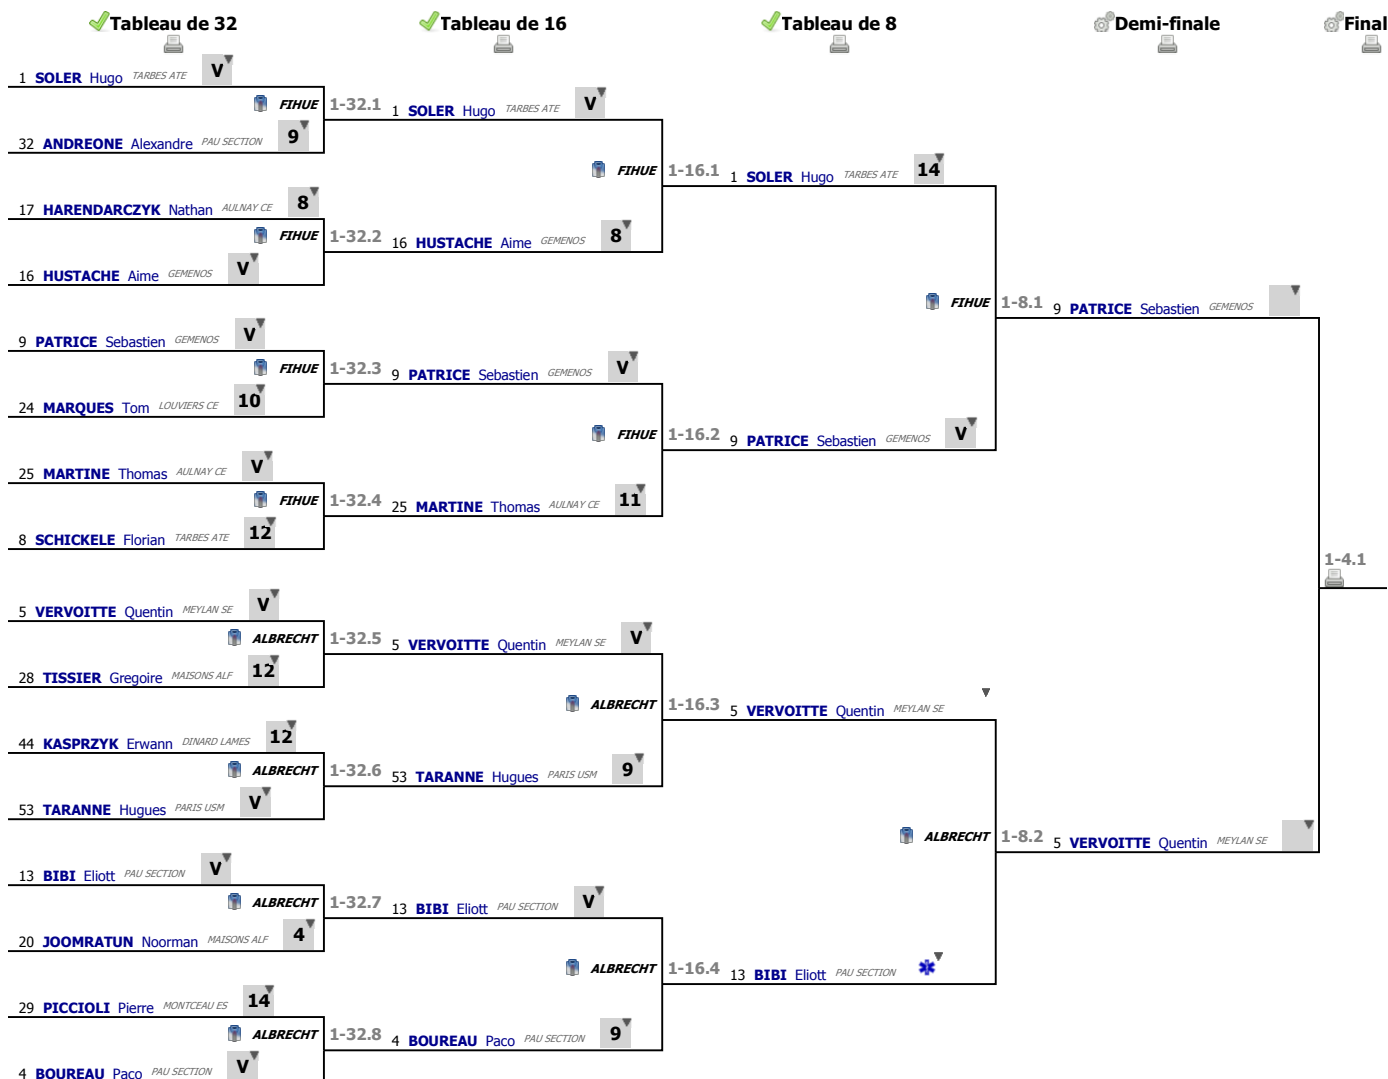 Tableau de 32
Tableau de 16
Tableau de 8
Demi-finale
Final
1 SOLER Hugo TARBES ATE V
FIHUE 1-32.1 1 SOLER Hugo TARBES ATE V
32 ANDREONE Alexandre PAU SECTION 9
FIHUE 1-16.1 1 SOLER Hugo TARBES ATE 14
17 HARENDARCZYK Nathan AULNAY CE 8
FIHUE 1-32.2 16 HUSTACHE Aime GEMENOS 8
16 HUSTACHE Aime GEMENOS V
FIHUE 1-8.1 9 PATRICE Sebastien GEMENOS
9 PATRICE Sebastien GEMENOS V
FIHUE 1-32.3 9 PATRICE Sebastien GEMENOS V
24 MARQUES Tom LOUVIERS CE 10
FIHUE 1-16.2 9 PATRICE Sebastien GEMENOS V
25 MARTINE Thomas AULNAY CE V
FIHUE 1-32.4 25 MARTINE Thomas AULNAY CE 11
8 SCHICKELE Florian TARBES ATE 12
1-4.1
5 VERVOITTE Quentin MEYLAN SE V
ALBRECHT 1-32.5 5 VERVOITTE Quentin MEYLAN SE V
28 TISSIER Gregoire MAISONS ALF 12
ALBRECHT 1-16.3 5 VERVOITTE Quentin MEYLAN SE
44 KASPRZYK Erwann DINARD LAMES 12
ALBRECHT 1-32.6 53 TARANNE Hugues PARIS USM 9
53 TARANNE Hugues PARIS USM V
ALBRECHT 1-8.2 5 VERVOITTE Quentin MEYLAN SE
13 BIBI Eliott PAU SECTION V
ALBRECHT 1-32.7 13 BIBI Eliott PAU SECTION V
20 JOOMRATUN Noorman MAISONS ALF 4
ALBRECHT 1-16.4 13 BIBI Eliott PAU SECTION
29 PICCIOLI Pierre MONTCEAU ES 14
ALBRECHT 1-32.8 4 BOUREAU Paco PAU SECTION 9
4 BOUREAU Paco PAU SECTION V